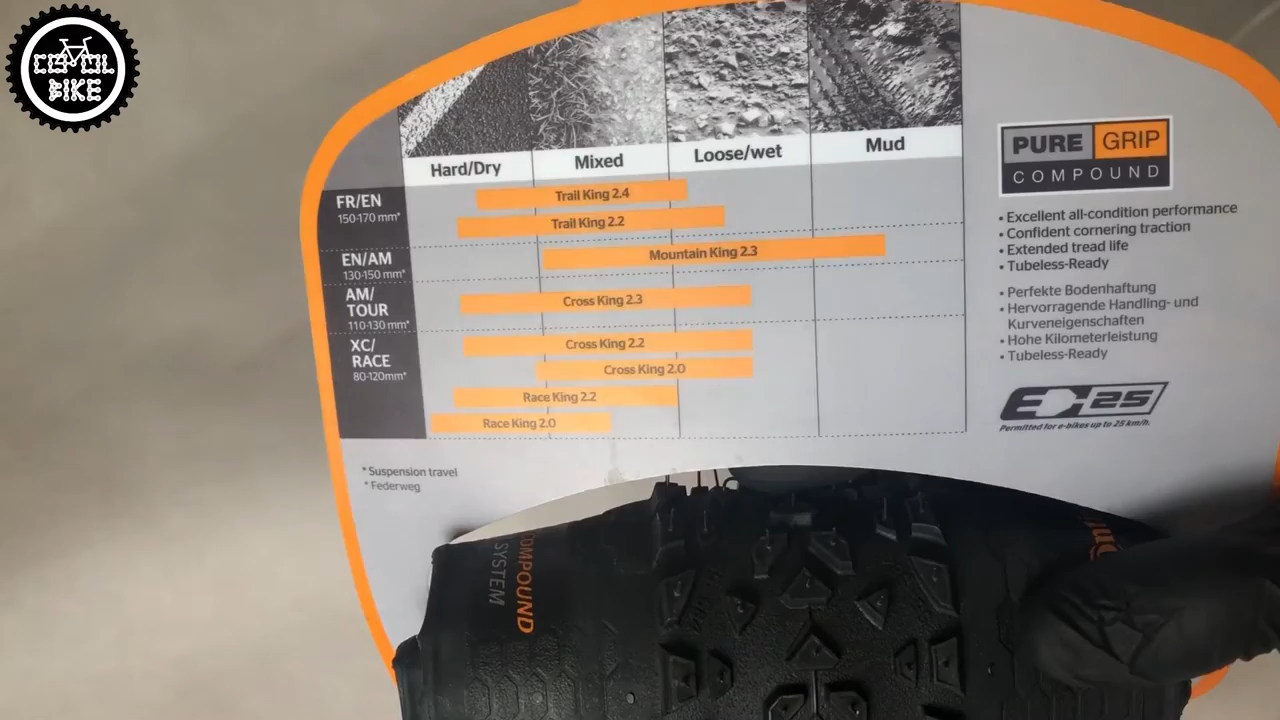 BIKE
Hard/Dry
Mixed
Loose/wet
Mud
FR/EN
150-170 mm*
Trail King 2.4
Trail King 2.2
EN/AM
130-150 mm*
Mountain King 2.3
AM/
TOUR
110-130 mm*
Cross King 2.3
XC/
RACE
80-120mm*
Cross King 2.2
Cross King 2.0
Race King 2.2
Race King 2.0
* Suspension travel
* Federweg
PURE GRIP
COMPOUND
• Excellent all-condition performance
• Confident cornering traction
• Extended tread life
• Tubeless-Ready
• Perfekte Bodenhaftung
• Hervorragende Handling- und
Kurveneigenschaften
• Hohe Kilometerleistung
• Tubeless-Ready
25
Permitted for e-bikes up to 25 km/h.
COMPOUND
SYSTEM